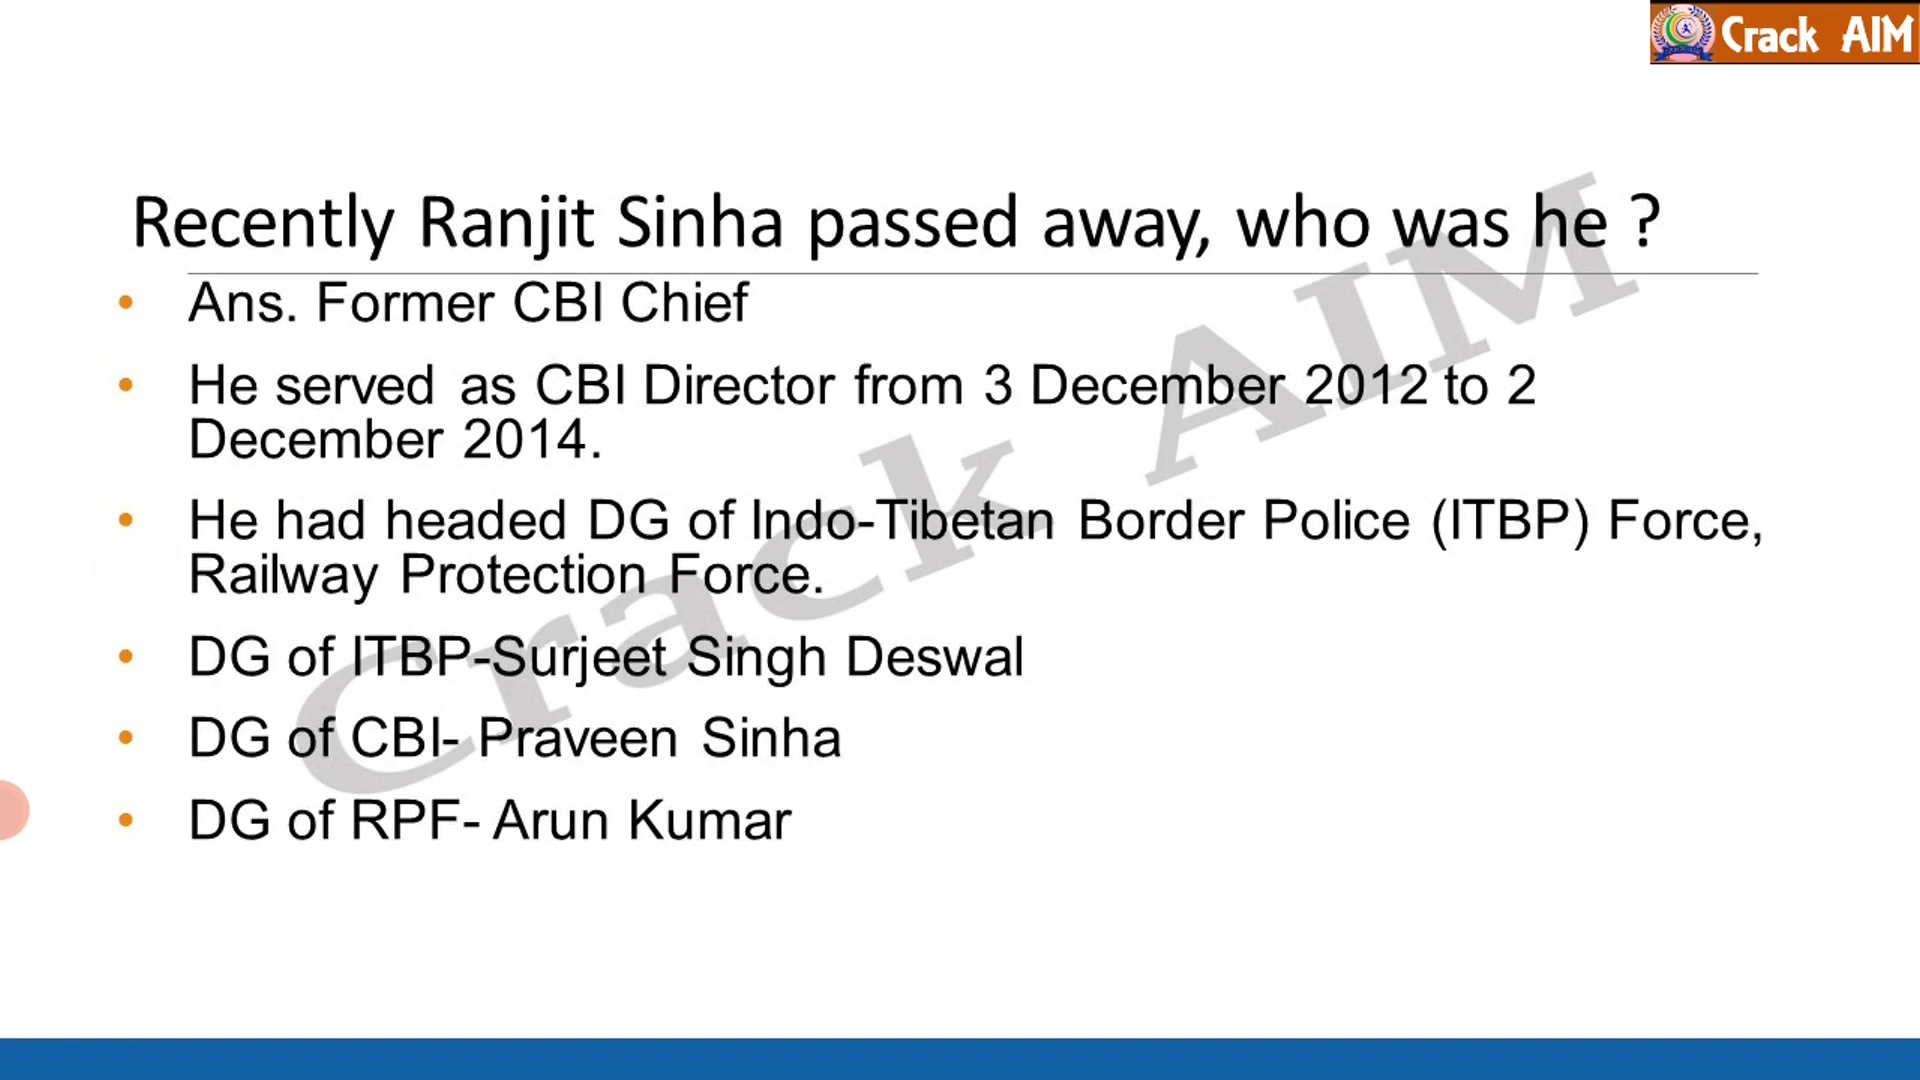 Crack AIM
Recently Ranjit Sinha passed away, who was he ?
• Ans. Former CBI Chief
• He served as CBI Director from 3 December 2012 to 2
December 2014.
• He had headed DG of Indo-Tibetan Border Police (ITBP) Force,
Railway Protection Force.
• DG of ITBP-Surjeet Singh Deswal
• DG of CBI- Praveen Sinha
• DG of RPF- Arun Kumar
Crack AIM